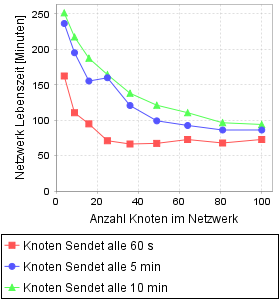 Netzwerk Lebenszeit [Minuten]
250
200
150
100
50
0
0 20 40 60 80 100
Anzahl Knoten im Netzwerk
Knoten Sendet alle 60 s
Knoten Sendet alle 5 min
Knoten Sendet alle 10 min